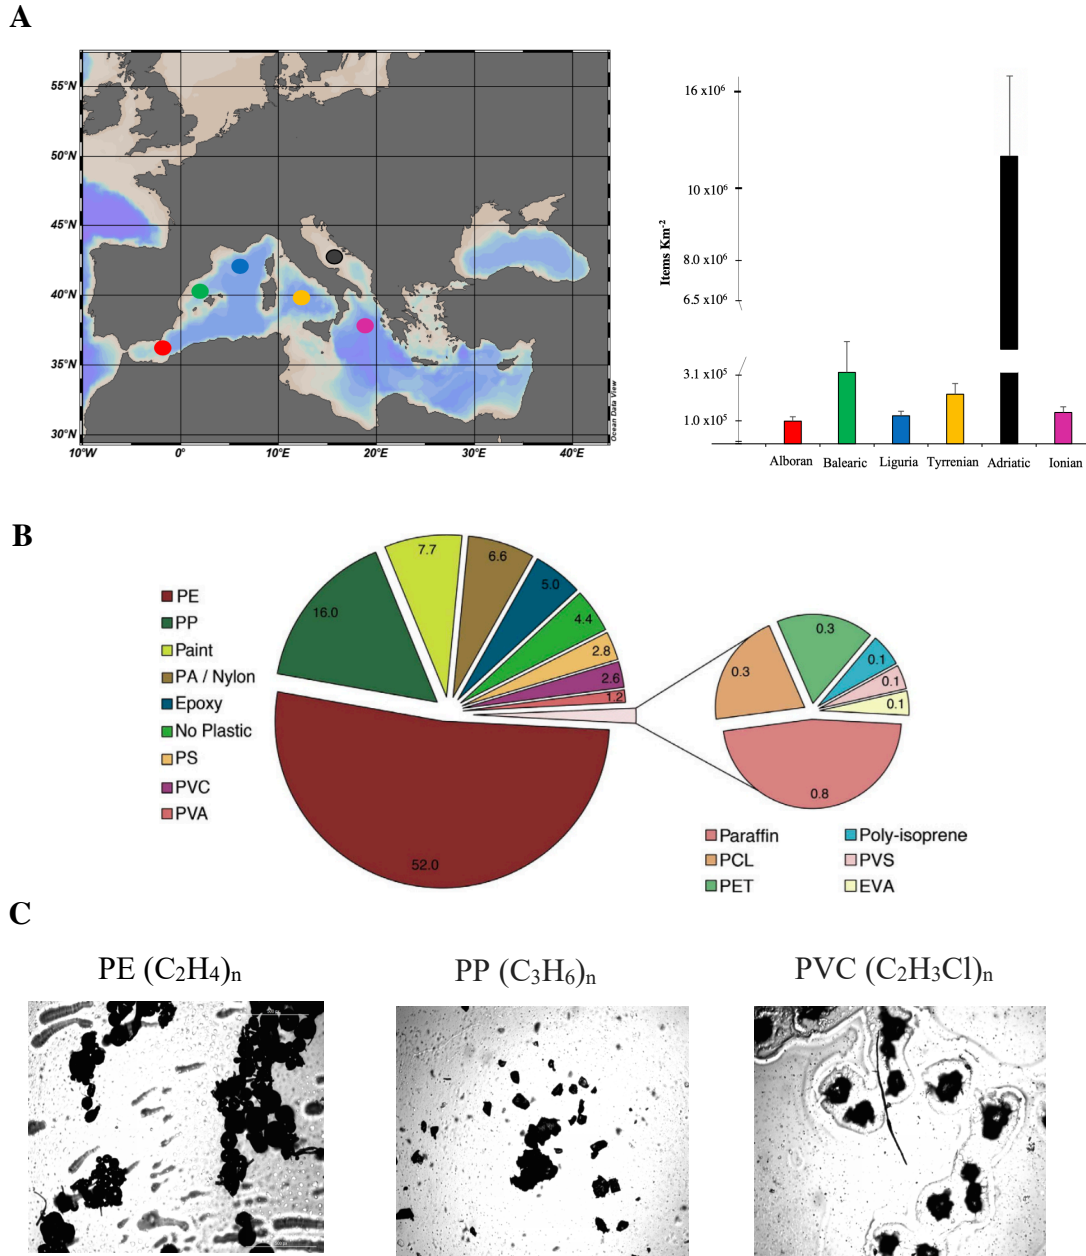 A
55°N
50°N
45°N
40°N
35°N
30°N
10°W
0°
10°E
20°E
30°E
40°E
Ocean Data View
Items Km-2
16 x10⁶
10 x10⁶
8.0 x10⁶
6.5 x10⁶
3.1 x10⁵
1.0 x10⁵
Alboran
Balearic
Liguria
Tyrrenian
Adriatic
Ionian
B
PE
PP
Paint
PA / Nylon
Epoxy
No Plastic
PS
PVC
PVA
7.7
6.6
5.0
4.4
2.8
2.6
1.2
16.0
52.0
0.3
0.3
0.1
0.1
0.1
0.8
Paraffin
PCL
PET
Poly-isoprene
PVS
EVA
C
PE (C₂H₄)n
PP (C₃H₆)n
PVC (C₂H₃Cl)n